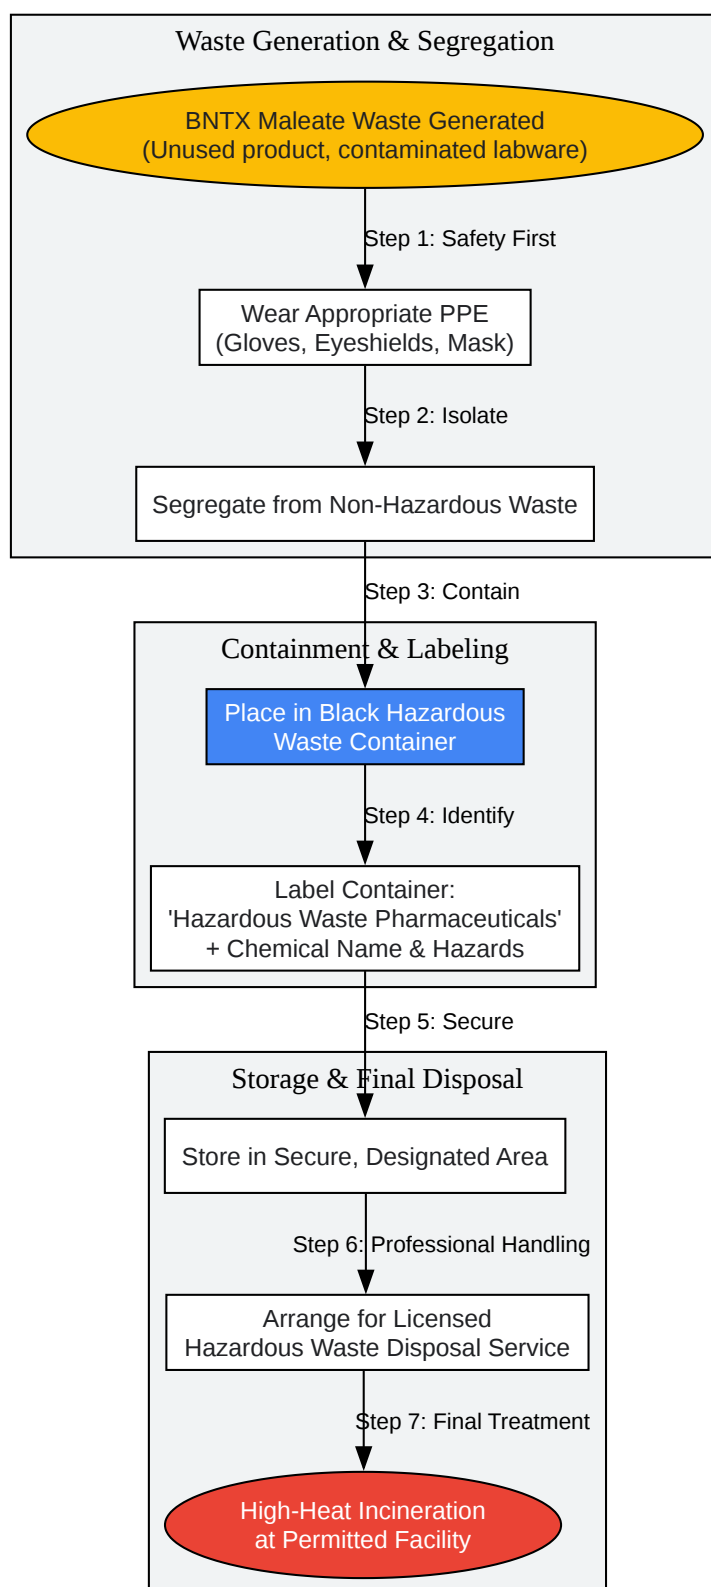 Waste Generation & Segregation
BNTX Maleate Waste Generated
(Unused product, contaminated labware)
Step 1: Safety First
Wear Appropriate PPE
(Gloves, Eyeshields, Mask)
Step 2: Isolate
Segregate from Non-Hazardous Waste
Step 3: Contain
Containment & Labeling
Place in Black Hazardous
Waste Container
Step 4: Identify
Label Container:
'Hazardous Waste Pharmaceuticals'
+ Chemical Name & Hazards
Step 5: Secure
Storage & Final Disposal
Store in Secure, Designated Area
Step 6: Professional Handling
Arrange for Licensed
Hazardous Waste Disposal Service
Step 7: Final Treatment
High-Heat Incineration
at Permitted Facility